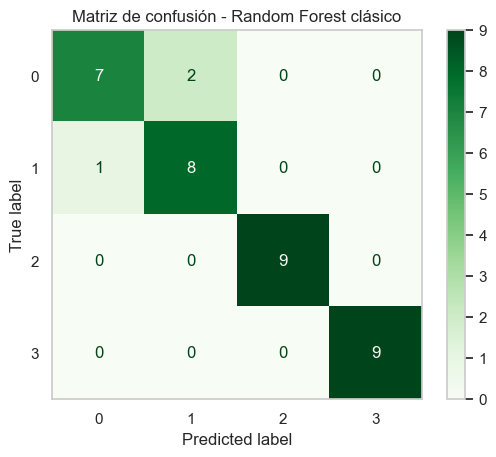 Matriz de confusión - Random Forest clásico
True label
0 7 2 0 0
1 1 8 0 0
2 0 0 9 0
3 0 0 0 9
0 1 2 3
Predicted label
9
8
7
6
5
4
3
2
1
0